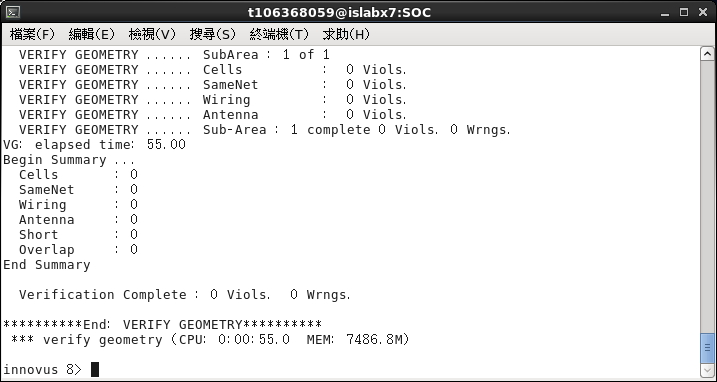 t106368059@islabx7:SOC
檔案(F) 編輯(E) 檢視(V) 搜尋(S) 終端機(T) 求助(H)
VERIFY GEOMETRY ...... SubArea : 1 of 1
VERIFY GEOMETRY ...... Cells : 0 Viols.
VERIFY GEOMETRY ...... SameNet : 0 Viols.
VERIFY GEOMETRY ...... Wiring : 0 Viols.
VERIFY GEOMETRY ...... Antenna : 0 Viols.
VERIFY GEOMETRY ...... Sub-Area : 1 complete 0 Viols. 0 Wrngs.
VG: elapsed time: 55.00
Begin Summary ...
Cells : 0
SameNet : 0
Wiring : 0
Antenna : 0
Short : 0
Overlap : 0
End Summary
Verification Complete : 0 Viols. 0 Wrngs.
**********End: VERIFY GEOMETRY**********
*** verify geometry (CPU: 0:00:55.0 MEM: 7486.8M)
innovus 8>